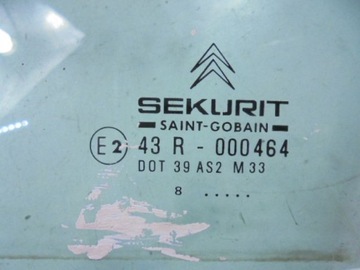 SEKURIT
SAINT-GOBAIN
E2 43 R - 000464
DOT 39 AS2 M33
8 .....